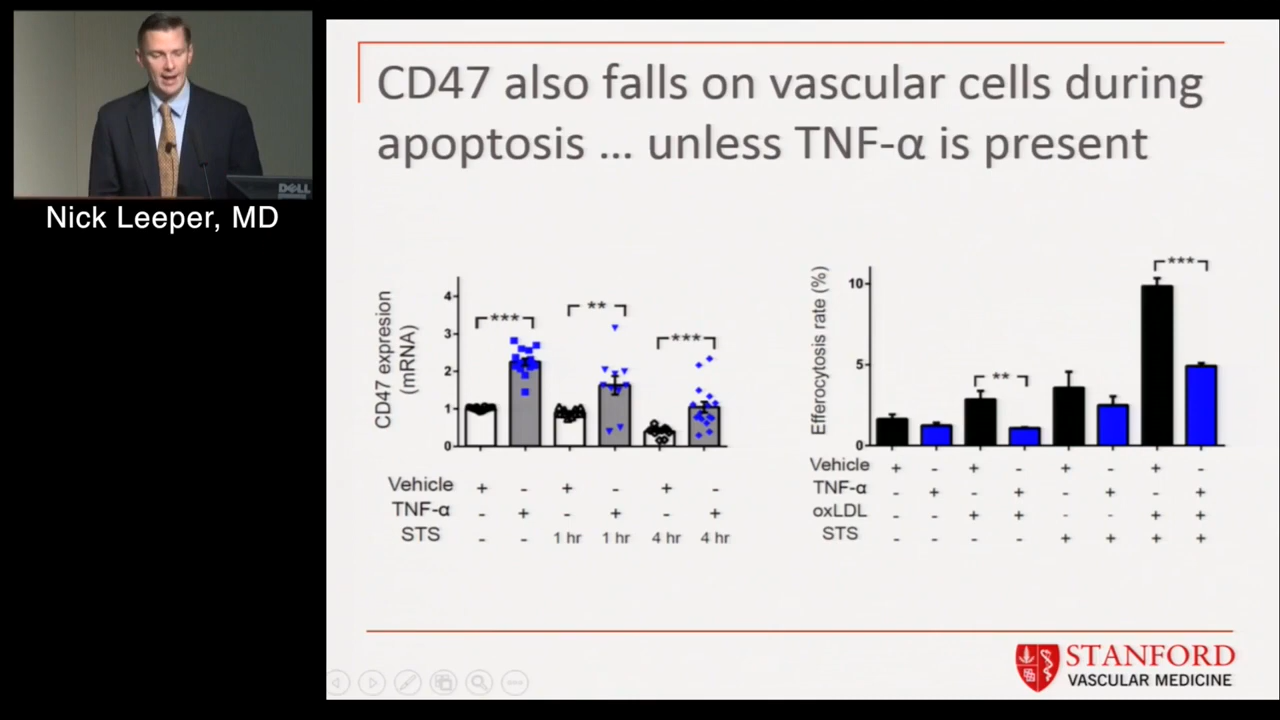 DELL
Nick Leeper, MD
CD47 also falls on vascular cells during
apoptosis ... unless TNF-α is present
CD47 expresion
(mRNA)
4
3
2
1
0
***
**
***
Vehicle + - + - + -
TNF-α - + - + - +
STS - - 1 hr 1 hr 4 hr 4 hr
Efferocytosis rate (%)
10
5
0
**
***
Vehicle + - + - + - + -
TNF-α - + - + - + - +
oxLDL - - + + - - + +
STS - - - - + + + +
STANFORD
VASCULAR MEDICINE